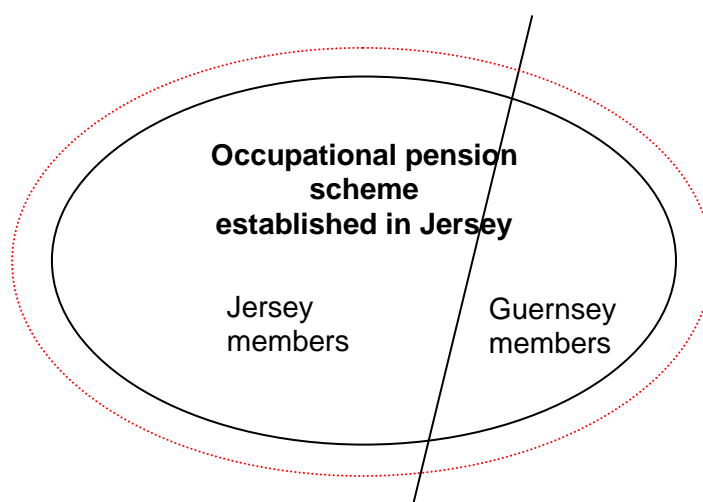 Occupational pension
scheme
established in Jersey
Jersey
members
Guernsey
members